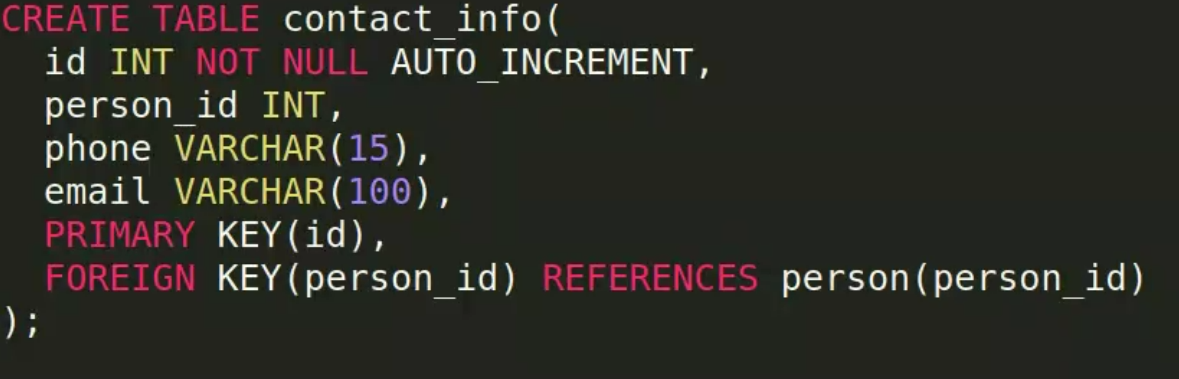 CREATE TABLE contact_info(
  id INT NOT NULL AUTO_INCREMENT,
  person_id INT,
  phone VARCHAR(15),
  email VARCHAR(100),
  PRIMARY KEY(id),
  FOREIGN KEY(person_id) REFERENCES person(person_id)
);